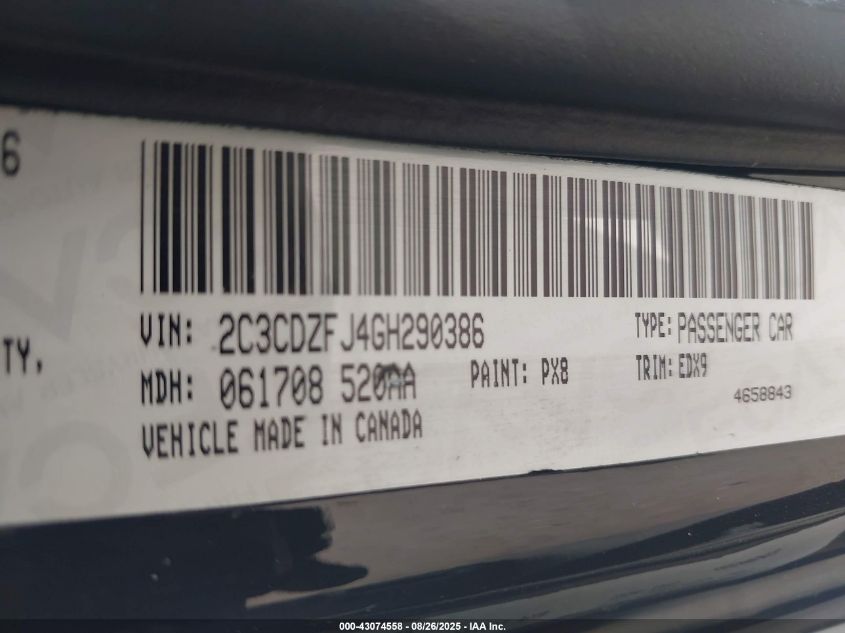 6
VIN: 2C3CDZFJ4GH290386 TYPE: PASSENGER CAR
TY,
MDH: 061708 520AA PAINT: PX8 TRIM: EDX9
4658843
VEHICLE MADE IN CANADA
000-43074558 - 08/26/2025 - IAA Inc.